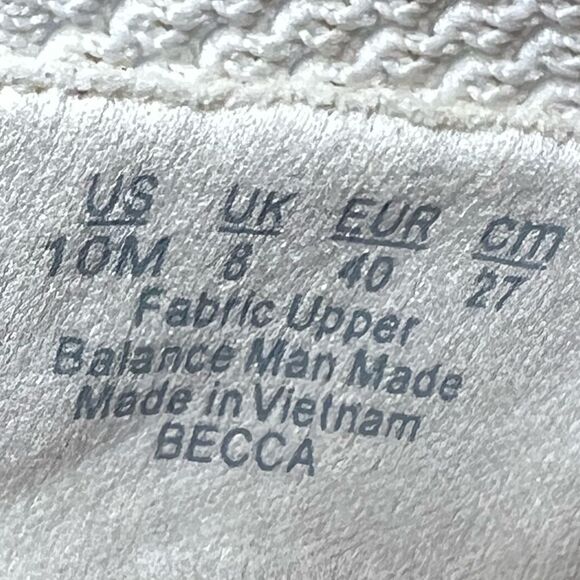 US UK EUR cm
10M 8 40 27
Fabric Upper
Balance Man Made
Made in Vietnam
BECCA